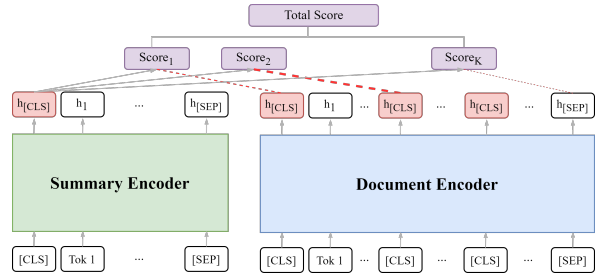 Total Score
Score1 Score2 ScoreK
h[CLS] h1 ... h[SEP] h[CLS] h1 ... h[CLS] ... h[CLS] ... h[SEP]
Summary Encoder Document Encoder
[CLS] Tok 1 ... [SEP] [CLS] Tok 1 ... [CLS] ... [CLS] ... [SEP]